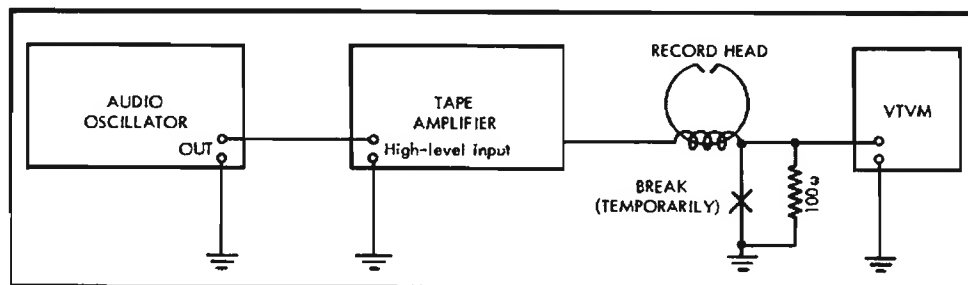 AUDIO
OSCILLATOR
OUT
TAPE
AMPLIFIER
High-level input
RECORD HEAD
BREAK
(TEMPORARILY)
100ω
VTVM